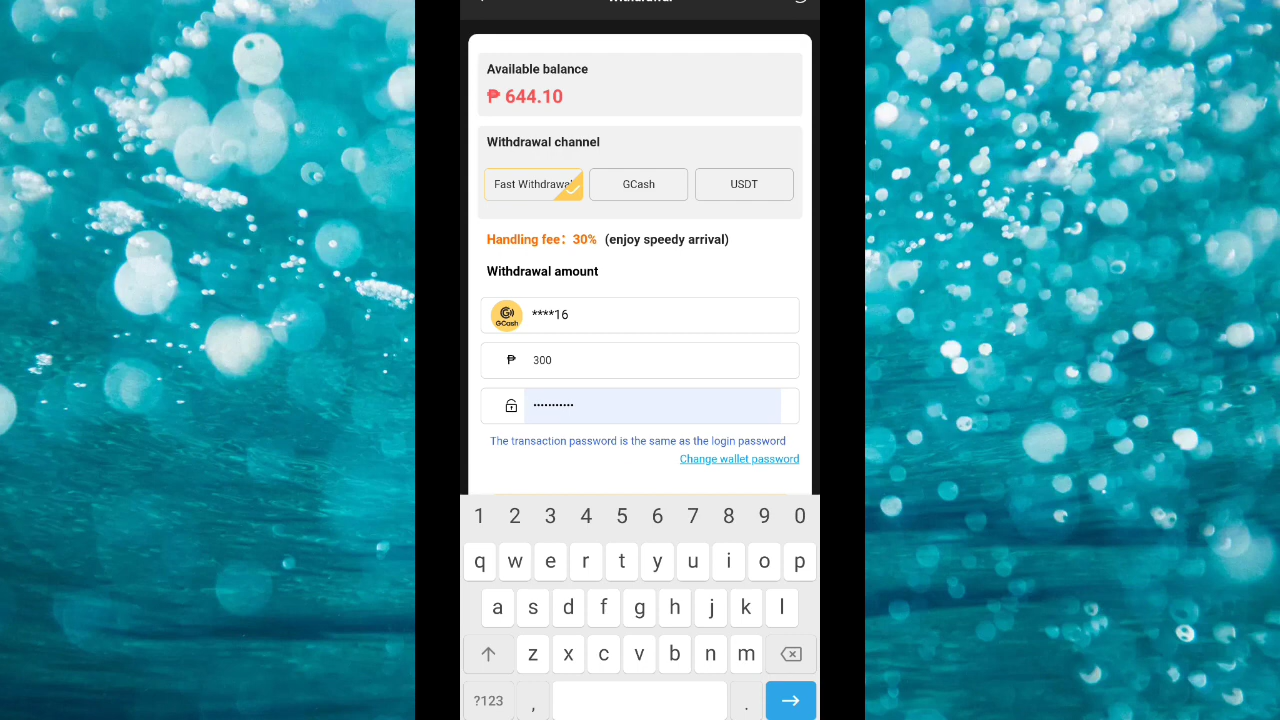 Available balance
₱ 644.10
Withdrawal channel
Fast Withdrawal GCash USDT
Handling fee：30% (enjoy speedy arrival)
Withdrawal amount
GCash ****16
₱ 300
•••••••••••
The transaction password is the same as the login password
Change wallet password
1 2 3 4 5 6 7 8 9 0
q w e r t y u i o p
a s d f g h j k l
z x c v b n m
?123 , .